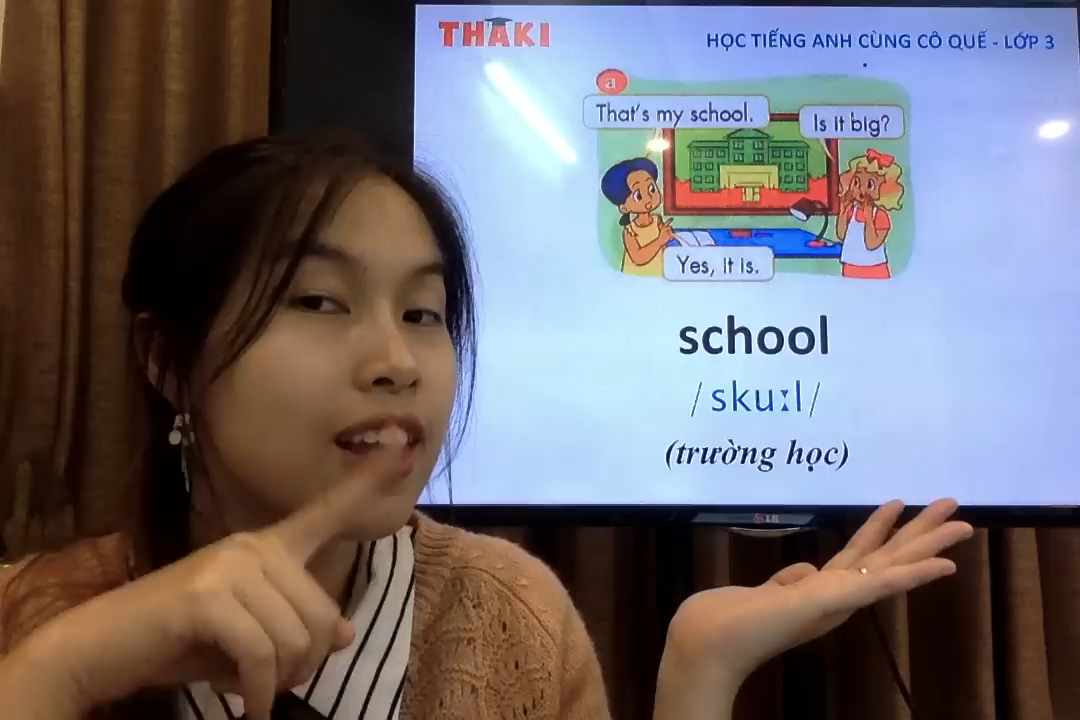 THAKI
HỌC TIẾNG ANH CÙNG CÔ QUẾ - LỚP 3
a
That's my school.
Is it big?
Yes, it is.
school
/skuːl/
(trường học)
LG